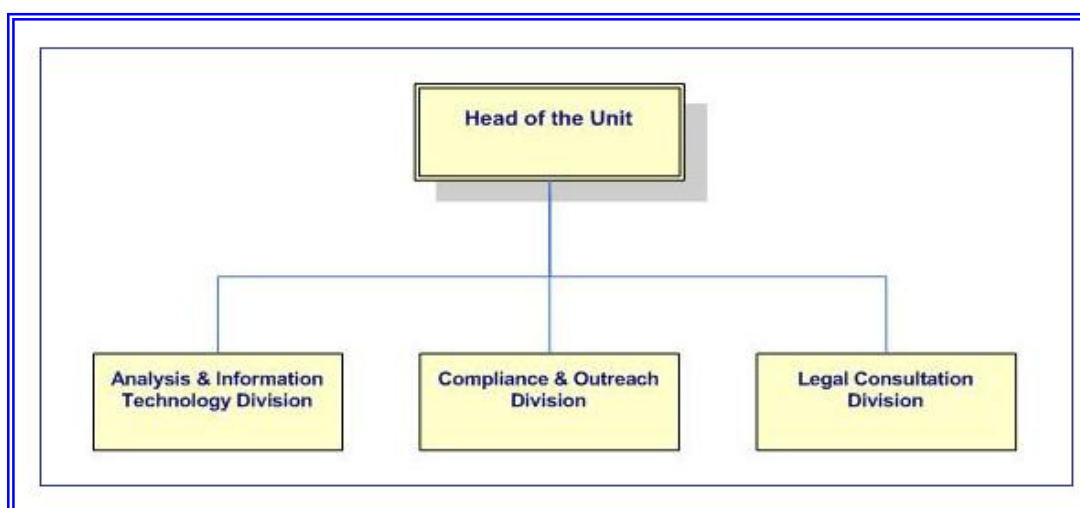 Head of the Unit
Analysis & Information
Technology Division
Compliance & Outreach
Division
Legal Consultation
Division